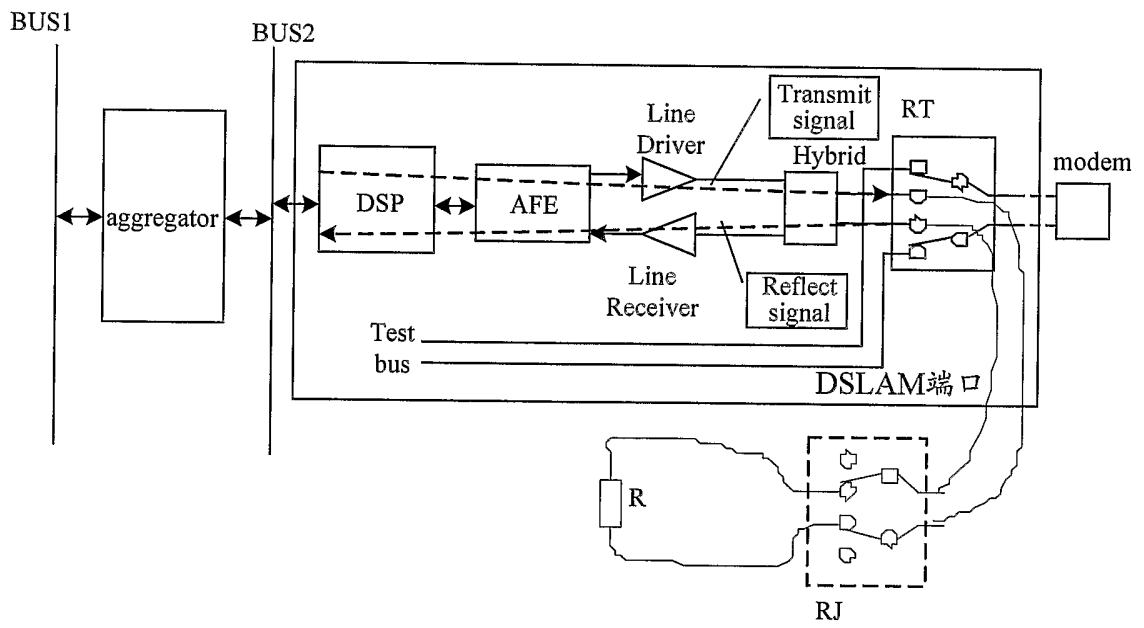 BUS1
BUS2
Line
Driver
Transmit
signal
RT
Hybrid
modem
aggregator
DSP
AFE
Line
Receiver
Reflect
signal
Test
bus
DSLAM端口
R
RJ